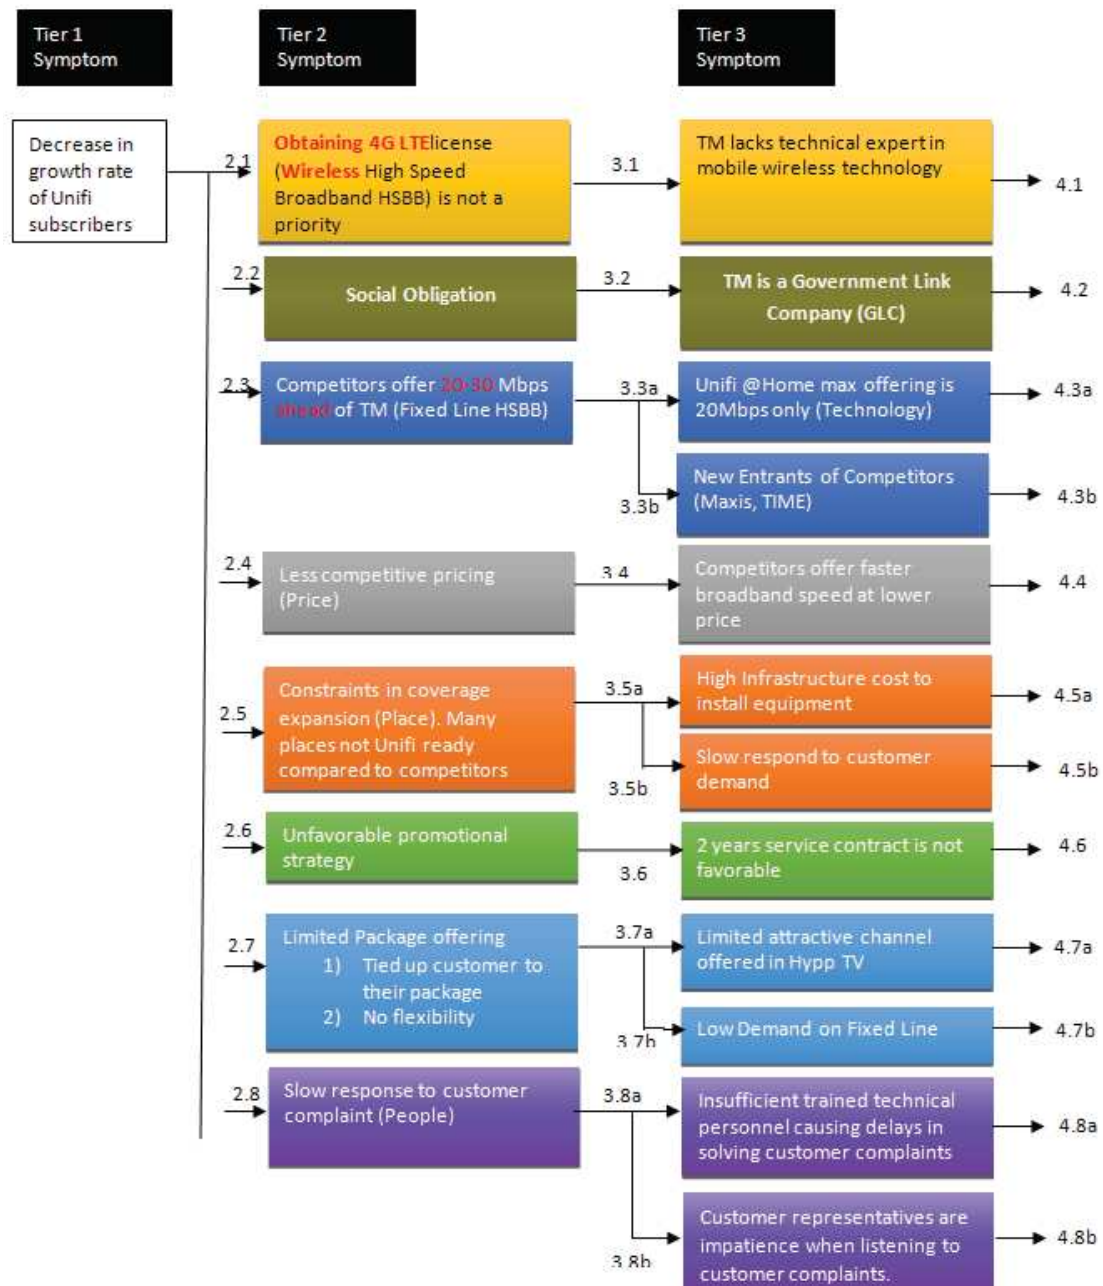 Tier 1
Symptom
Tier 2
Symptom
Tier 3
Symptom
Decrease in
growth rate
of Unifi
subscribers
2.1
Obtaining 4G LTElicense
(Wireless High Speed
Broadband HSBB) is not a
priority
3.1
TM lacks technical expert in
mobile wireless technology
4.1
2.2
Social Obligation
3.2
TM is a Government Link
Company (GLC)
4.2
2.3
Competitors offer 20-30 Mbps
ahead of TM (Fixed Line HSBB)
3.3a
Unifi @Home max offering is
20Mbps only (Technology)
4.3a
3.3b
New Entrants of Competitors
(Maxis, TIME)
4.3b
2.4
Less competitive pricing
(Price)
3.4
Competitors offer faster
broadband speed at lower
price
4.4
2.5
Constraints in coverage
expansion (Place). Many
places not Unifi ready
compared to competitors
3.5a
High Infrastructure cost to
install equipment
4.5a
3.5b
Slow respond to customer
demand
4.5b
2.6
Unfavorable promotional
strategy
3.6
2 years service contract is not
favorable
4.6
2.7
Limited Package offering
1) Tied up customer to
their package
2) No flexibility
3.7a
Limited attractive channel
offered in Hypp TV
4.7a
3.7b
Low Demand on Fixed Line
4.7b
2.8
Slow response to customer
complaint (People)
3.8a
Insufficient trained technical
personnel causing delays in
solving customer complaints
4.8a
3.8b
Customer representatives are
impatience when listening to
customer complaints.
4.8b